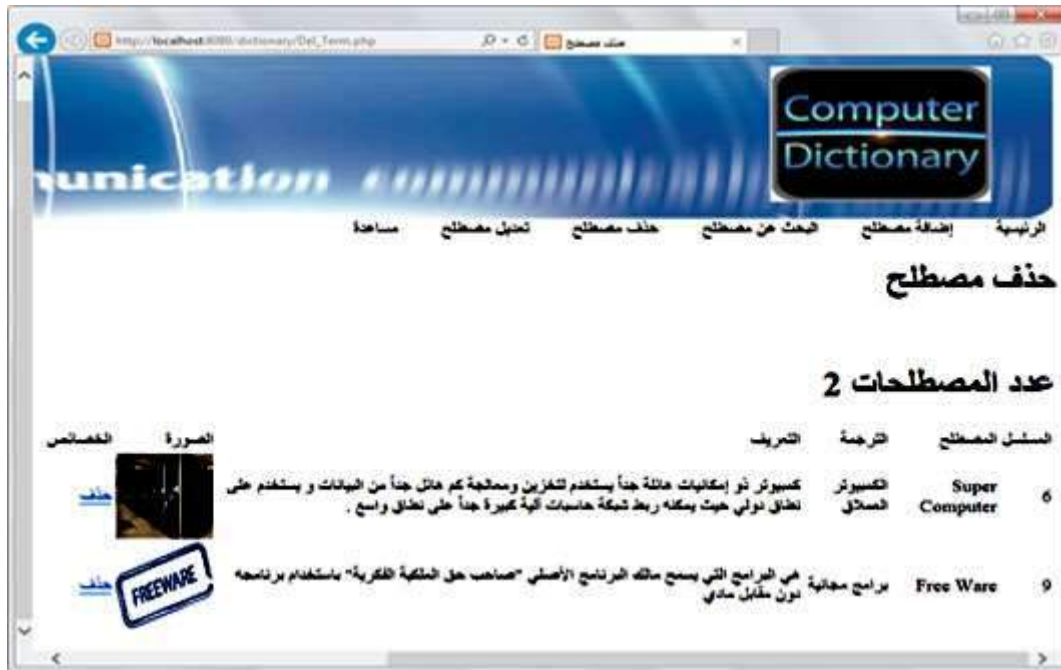 http://localhost:8080/dictionary/Del_Term.php
حذف مصطلح
Computer
Dictionary
munication
الرئيسية إضافة مصطلح البحث عن مصطلح حذف مصطلح تعديل مصطلح مساعدة
حذف مصطلح
عدد المصطلحات 2
المسلسل المصطلح الترجمة التعريف الصورة الخصائص
6 Super Computer الكمبيوتر العملاق كمبيوتر ذو إمكانيات هائلة جداً يستخدم لتخزين ومعالجة كم هائل جداً من البيانات و يستخدم على
نطاق دولي حيث يمكنه ربط شبكة حاسبات آلية كبيرة جداً على نطاق واسع . حذف
9 Free Ware برامج مجانية هي البرامج التي يسمح مالك البرنامج الأصلي "صاحب حق الملكية الفكرية" باستخدام برنامجه
دون مقابل مادي FREEWARE حذف